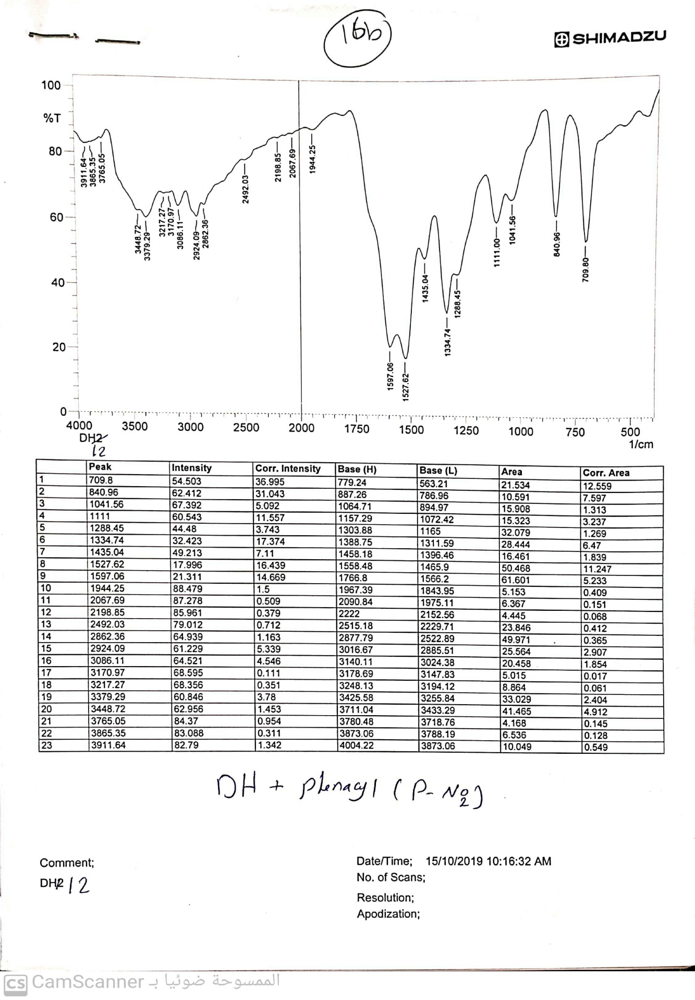 16b
SHIMADZU
100
%T
80
60
40
20
0
3911.64
3865.35
3765.05
3448.72
3379.29
3217.27
3170.97
3086.11
2924.09
2862.36
2492.03
2198.85
2067.69
1944.25
1597.06
1527.62
1435.04
1334.74
1288.45
1111.00
1041.56
840.96
709.80
4000 3500 3000 2500 2000 1750 1500 1250 1000 750 500
DH2 1/cm
12
Peak Intensity Corr. Intensity Base (H) Base (L) Area Corr. Area
1 709.8 54.503 36.995 779.24 563.21 21.534 12.559
2 840.96 62.412 31.043 887.26 786.96 10.591 7.597
3 1041.56 67.392 5.092 1064.71 894.97 15.908 1.313
4 1111 60.543 11.557 1157.29 1072.42 15.323 3.237
5 1288.45 44.48 3.743 1303.88 1165 32.079 1.269
6 1334.74 32.423 17.374 1388.75 1311.59 28.444 6.47
7 1435.04 49.213 7.11 1458.18 1396.46 16.461 1.839
8 1527.62 17.996 16.439 1558.48 1465.9 50.468 11.247
9 1597.06 21.311 14.669 1766.8 1566.2 61.601 5.233
10 1944.25 88.479 1.5 1967.39 1843.95 5.153 0.409
11 2067.69 87.278 0.509 2090.84 1975.11 6.367 0.151
12 2198.85 85.961 0.379 2222 2152.56 4.445 0.068
13 2492.03 79.012 0.712 2515.18 2229.71 23.846 0.412
14 2862.36 64.939 1.163 2877.79 2522.89 49.971 0.365
15 2924.09 61.229 5.339 3016.67 2885.51 25.564 2.907
16 3086.11 64.521 4.546 3140.11 3024.38 20.458 1.854
17 3170.97 68.595 0.111 3178.69 3147.83 5.015 0.017
18 3217.27 68.356 0.351 3248.13 3194.12 8.864 0.061
19 3379.29 60.846 3.78 3425.58 3255.84 33.029 2.404
20 3448.72 62.956 1.453 3711.04 3433.29 41.465 4.912
21 3765.05 84.37 0.954 3780.48 3718.76 4.168 0.145
22 3865.35 83.088 0.311 3873.06 3788.19 6.536 0.128
23 3911.64 82.79 1.342 4004.22 3873.06 10.049 0.549
DH + phenacyl (P- NO2)
Comment; Date/Time; 15/10/2019 10:16:32 AM
No. of Scans;
DH2 12
Resolution;
Apodization;
CS CamScanner الممسوحة ضوئيا بـ